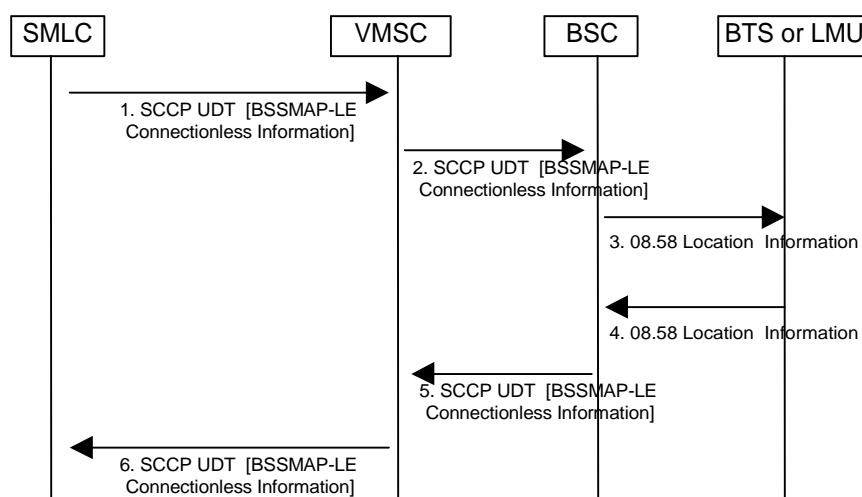 SMLC
VMSC
BSC
BTS or LMU
1. SCCP UDT [BSSMAP-LE
Connectionless Information]
2. SCCP UDT [BSSMAP-LE
Connectionless Information]
3. 08.58 Location Information
4. 08.58 Location Information
5. SCCP UDT [BSSMAP-LE
Connectionless Information]
6. SCCP UDT [BSSMAP-LE
Connectionless Information]